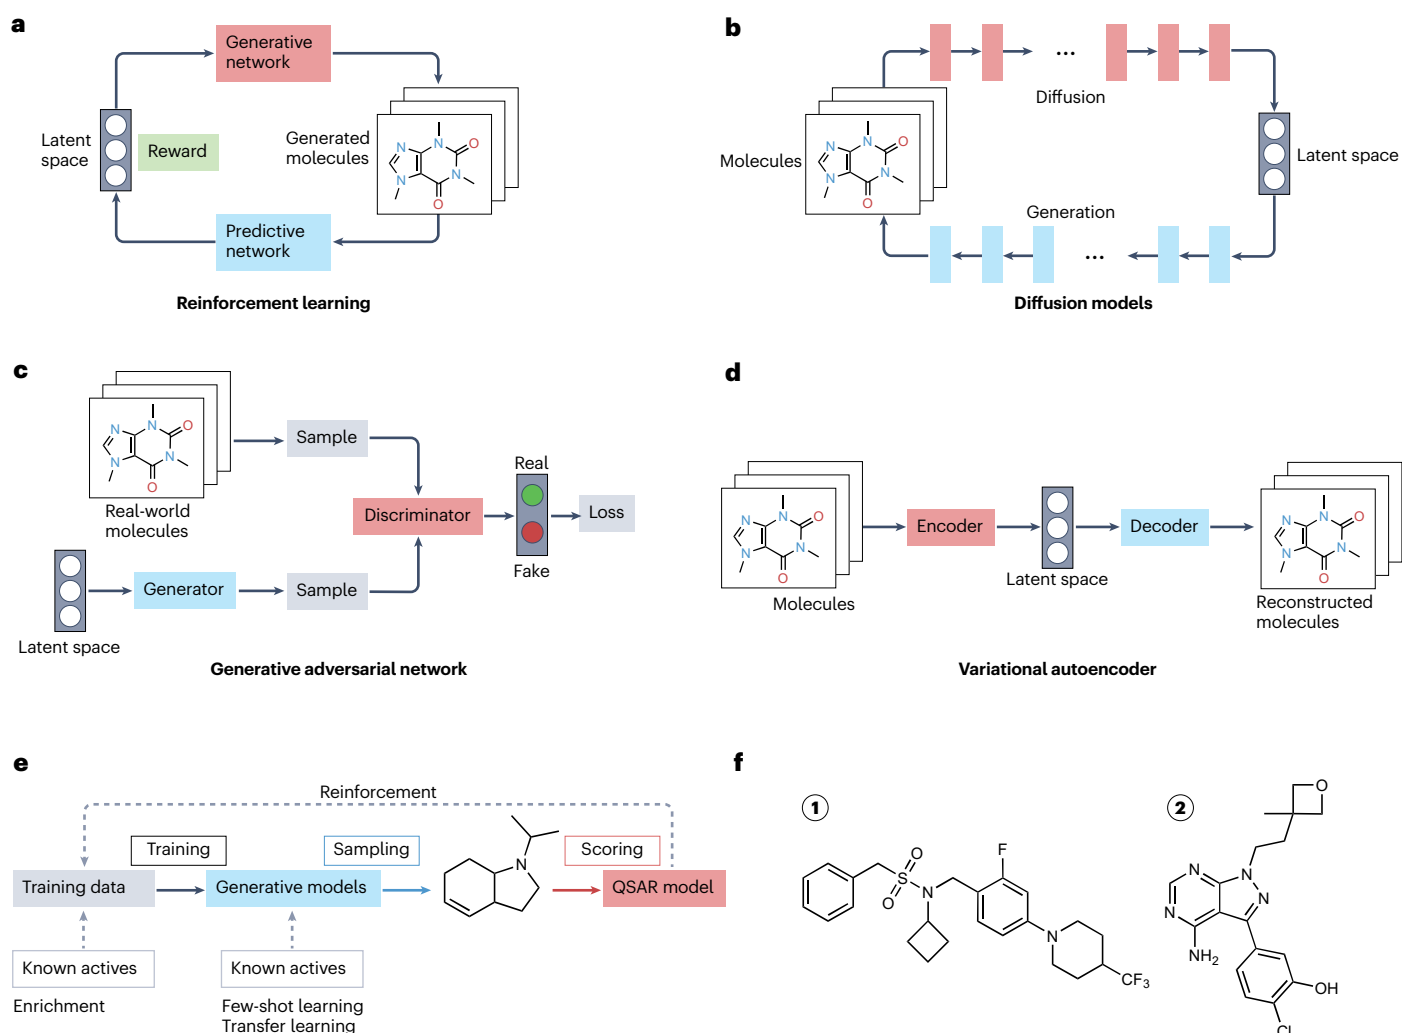 a
Generative
network
Latent
space
Reward
Generated
molecules
N
N
N
N
O
O
Predictive
network
Reinforcement learning
b
...
Diffusion
Molecules
N
N
N
N
O
O
Latent space
Generation
...
Diffusion models
c
N
N
N
N
O
O
Real-world
molecules
Sample
Real
Discriminator
Loss
Fake
Generator
Sample
Latent space
Generative adversarial network
d
N
N
N
N
O
O
Molecules
Encoder
Latent space
Decoder
N
N
N
N
O
O
Reconstructed
molecules
Variational autoencoder
e
Reinforcement
Training
Sampling
Scoring
Training data
Generative models
N
QSAR model
Known actives
Known actives
Enrichment
Few-shot learning
Transfer learning
f
1
O
S
O
N
F
N
CF3
2
O
N
N
N
N
N
NH2
OH
Cl